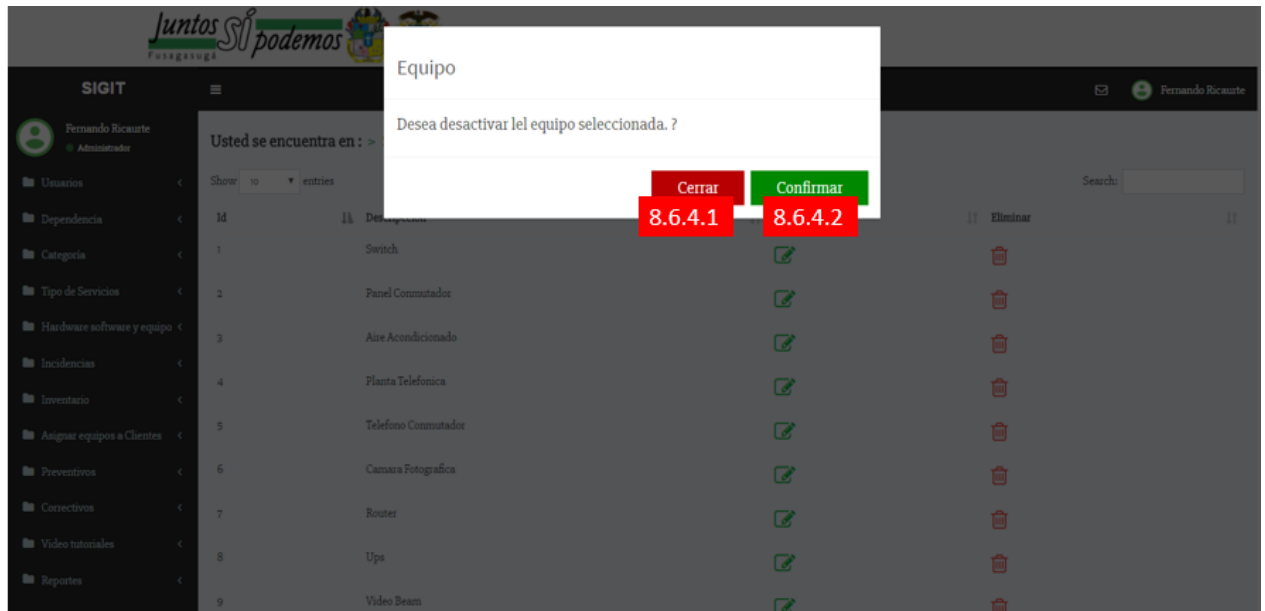 Juntos SÍ podemos
Fusagasugá
SIGIT
Fernando Ricaurte
Fernando Ricaurte
Administrador
Equipo
Desea desactivar lel equipo seleccionada. ?
Cerrar
Confirmar
8.6.4.1
8.6.4.2
Usted se encuentra en : >
Show 10 entries
Search:
Id
Descripcion
Eliminar
Usuarios
Dependencia
Categoría
Tipo de Servicios
Hardware software y equipo
Incidencias
Inventario
Asignar equipos a Clientes
Preventivos
Correctivos
Video tutoriales
Reportes
1 Switch
2 Panel Conmutador
3 Aire Acondicionado
4 Planta Telefonica
5 Telefono Conmutador
6 Camara Fotografica
7 Router
8 Ups
9 Video Beam